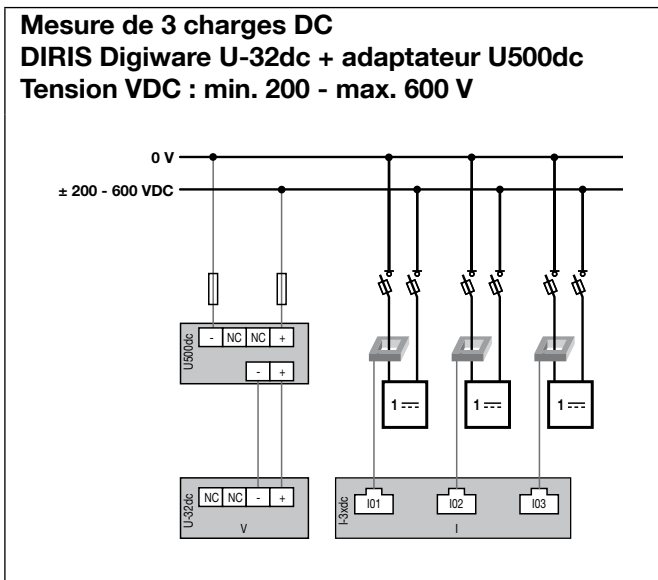 Mesure de 3 charges DC
DIRIS Digiware U-32dc + adaptateur U500dc
Tension VDC : min. 200 - max. 600 V
0 V
± 200 - 600 VDC
U500dc
- NC NC +
- +
1 1 1
U-32dc
NC NC - +
V
I-3xdc
I01 I02 I03
I